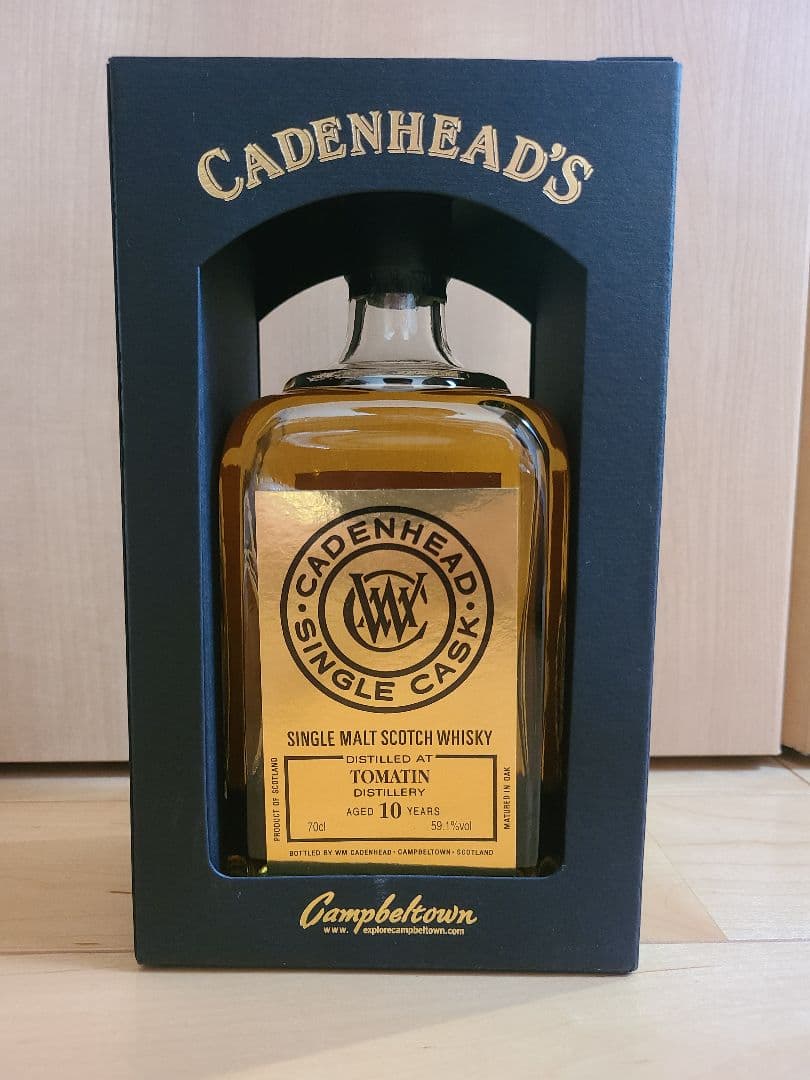 CADENHEAD'S
CADENHEAD
WC
SINGLE CASK
SINGLE MALT SCOTCH WHISKY
DISTILLED AT
TOMATIN
DISTILLERY
AGED 10 YEARS
70cl 59.1%vol
PRODUCT OF SCOTLAND
MATURED IN OAK
BOTTLED BY WM CADENHEAD • CAMPBELTOWN • SCOTLAND
Campbeltown
www. explorecampbeltown.com